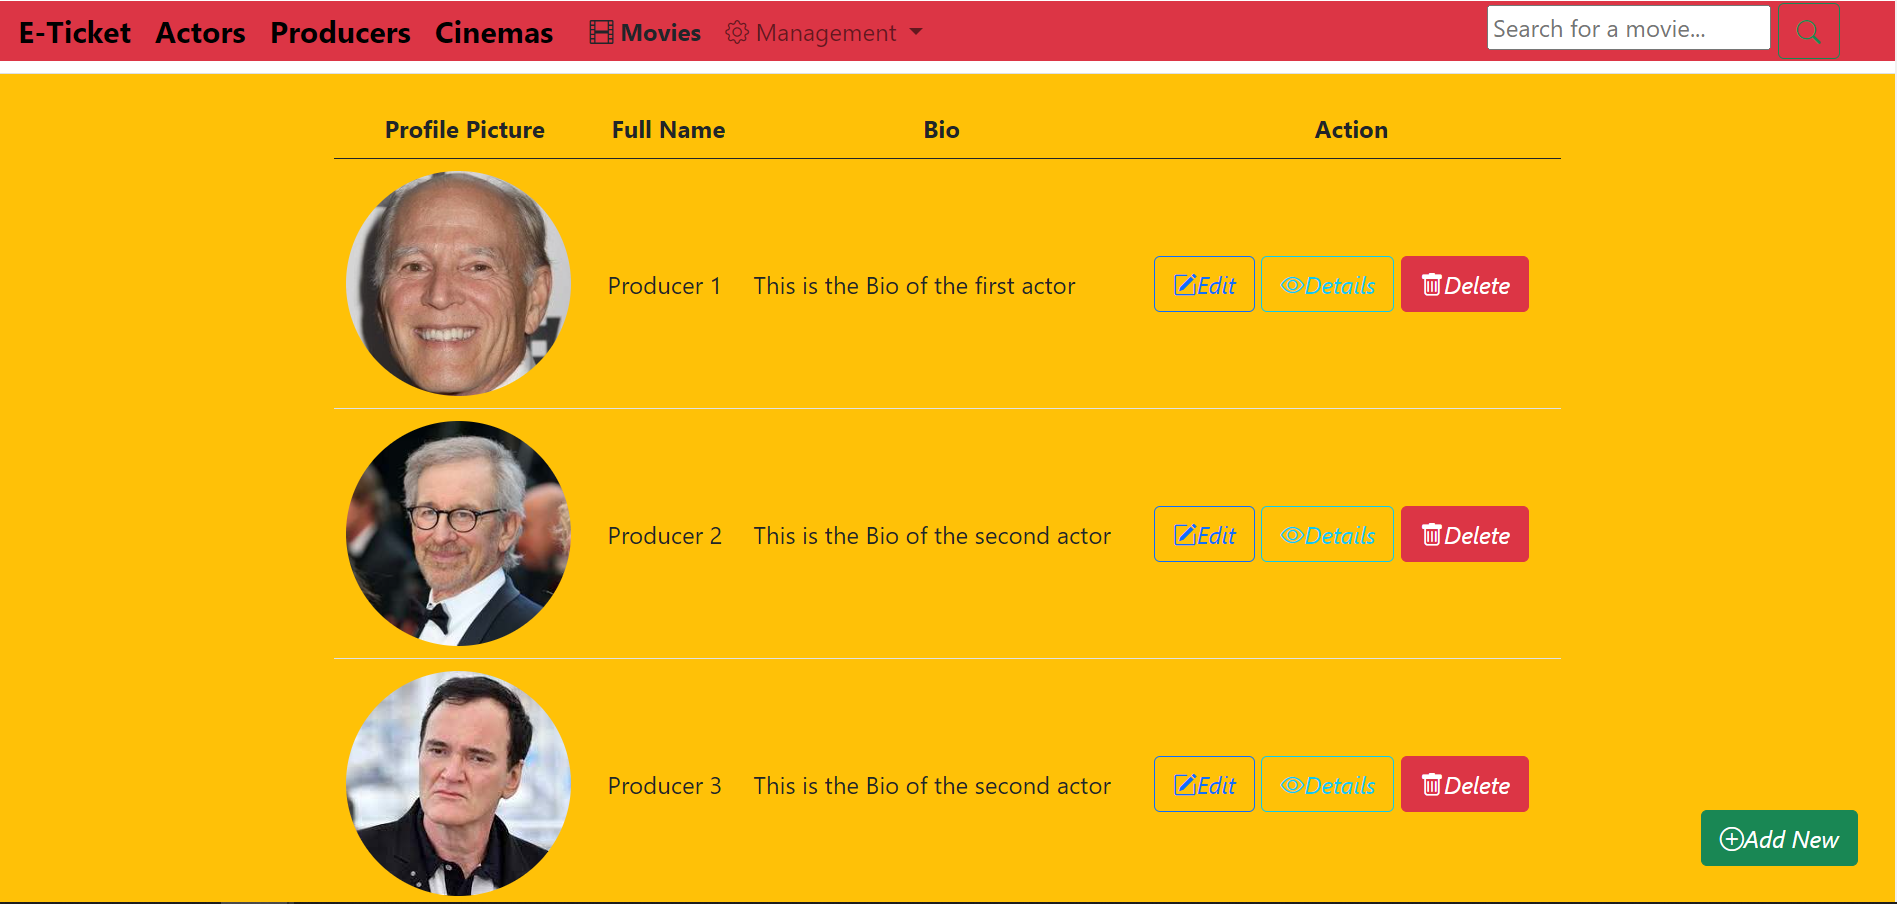 E-Ticket Actors Producers Cinemas Movies Management Search for a movie...
Profile Picture Full Name Bio Action
Producer 1 This is the Bio of the first actor Edit Details Delete
Producer 2 This is the Bio of the second actor Edit Details Delete
Producer 3 This is the Bio of the second actor Edit Details Delete
Add New